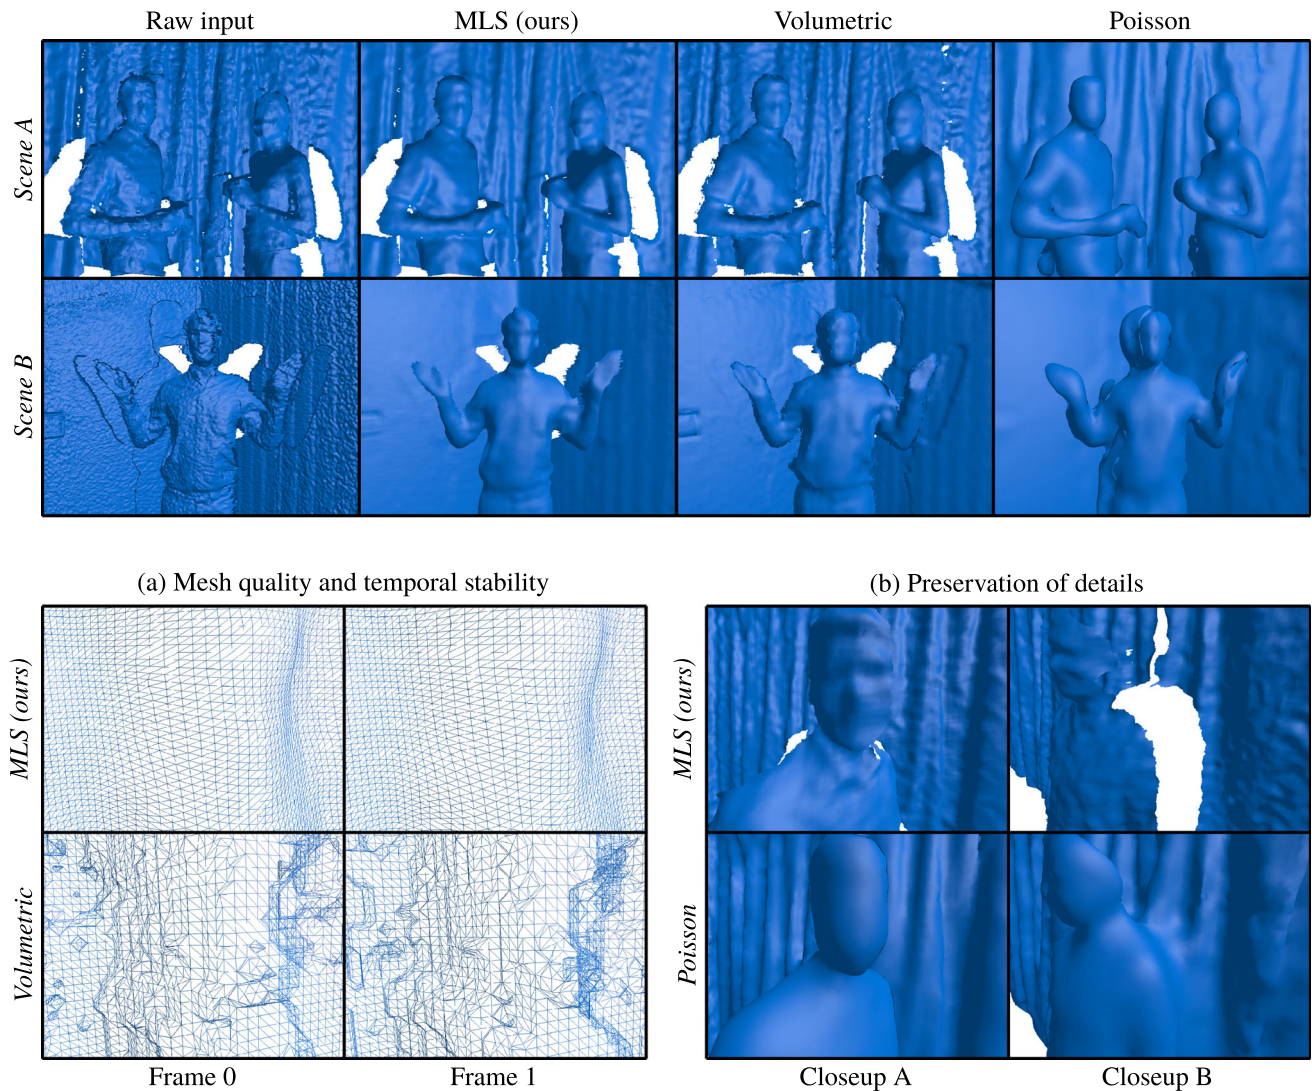 Raw input MLS (ours) Volumetric Poisson
Scene A
Scene B
(a) Mesh quality and temporal stability
(b) Preservation of details
MLS (ours)
Volumetric
MLS (ours)
Poisson
Frame 0 Frame 1 Closeup A Closeup B